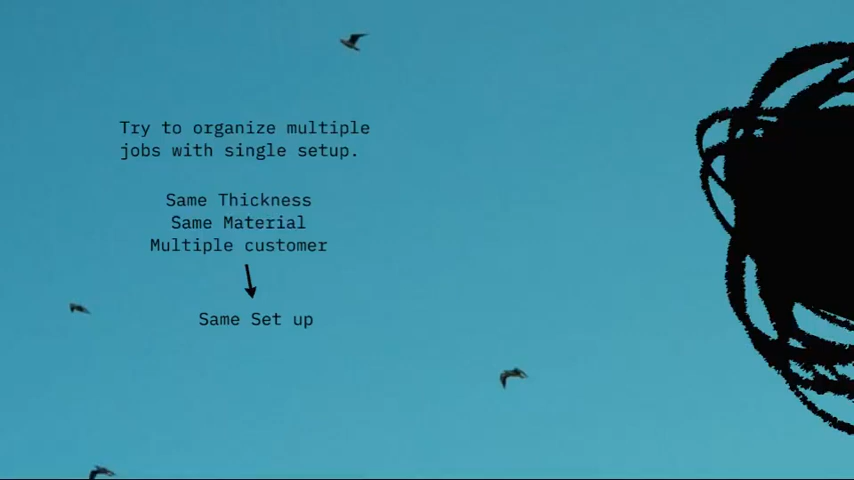 Try to organize multiple
jobs with single setup.
Same Thickness
Same Material
Multiple customer
Same Set up